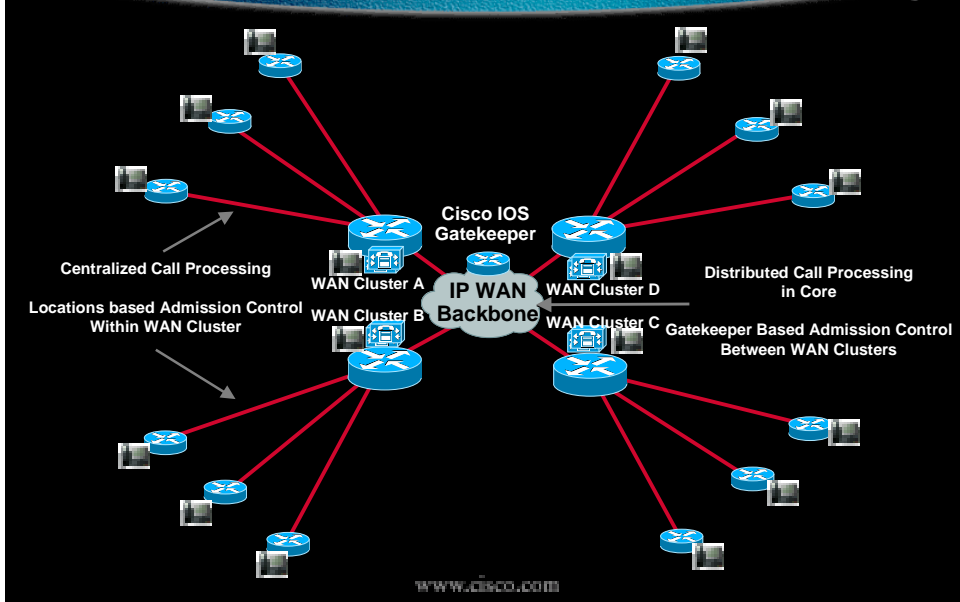 Cisco IOS
Gatekeeper
Centralized Call Processing
WAN Cluster A
IP WAN
Backbone
WAN Cluster D
Distributed Call Processing
in Core
Locations based Admission Control
Within WAN Cluster
WAN Cluster B
WAN Cluster C
Gatekeeper Based Admission Control
Between WAN Clusters
www.cisco.com